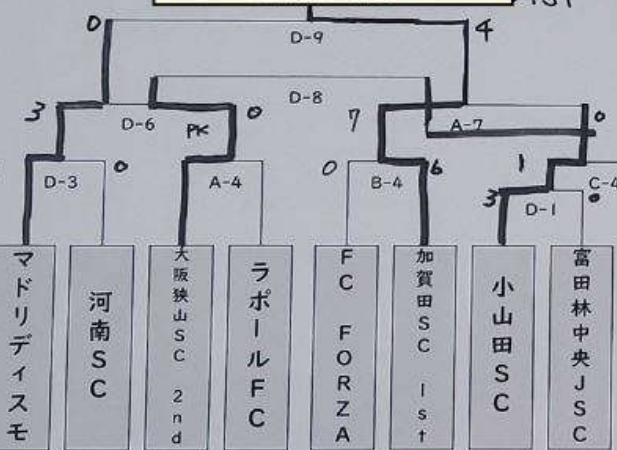 1st
0
D-9
4
D-8
3
D-6
PK
0
7
A-7
0
D-3
0
A-4
0
B-4
6
1
C-4
3
D-1
0
マドリディスモ
河南SC
大阪狭山SC 2nd
ラポールFC
FC FORZA
加賀田SC 1st
小山田SC
富田林中央JSC